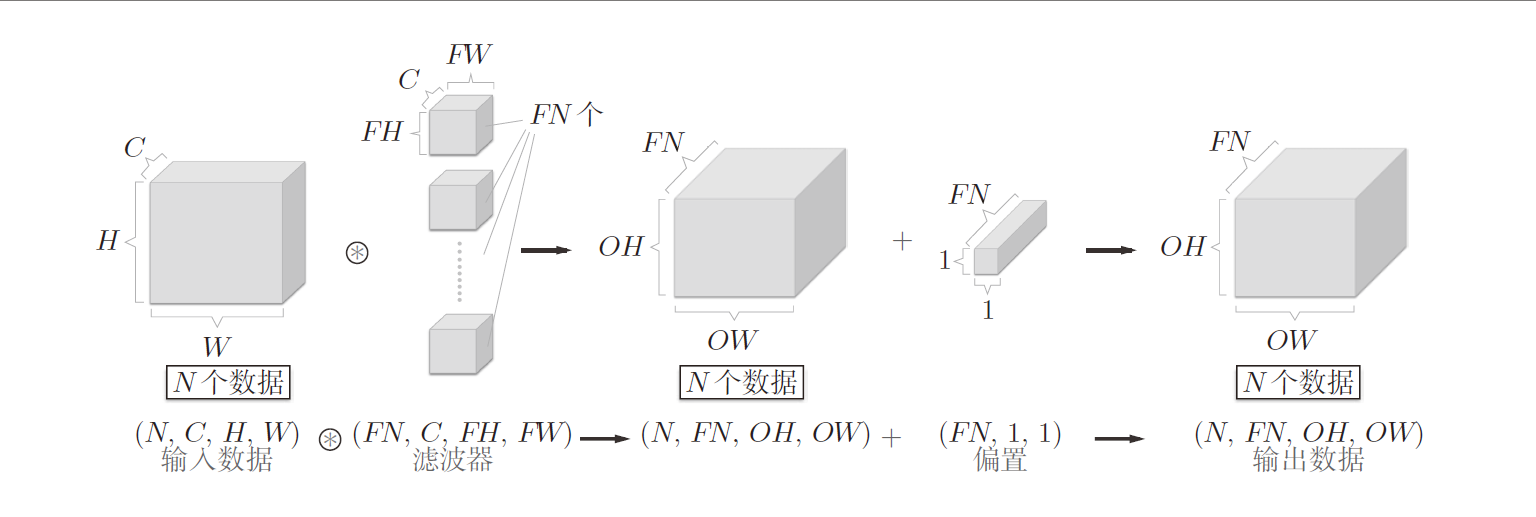 FW
C
FH
FN 个
C
H
W
N 个数据
⊛
FN
OH
OW
N 个数据
+
FN
1
1
FN
OH
OW
N 个数据
(N, C, H, W) ⊛ (FN, C, FH, FW) → (N, FN, OH, OW) + (FN, 1, 1) → (N, FN, OH, OW)
输入数据 滤波器 偏置 输出数据